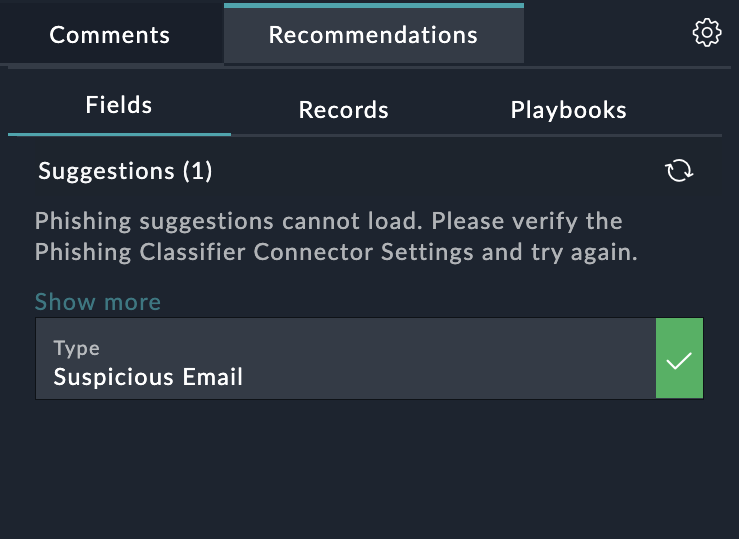 Comments
Recommendations
Fields
Records
Playbooks
Suggestions (1)
Phishing suggestions cannot load. Please verify the
Phishing Classifier Connector Settings and try again.
Show more
Type
Suspicious Email